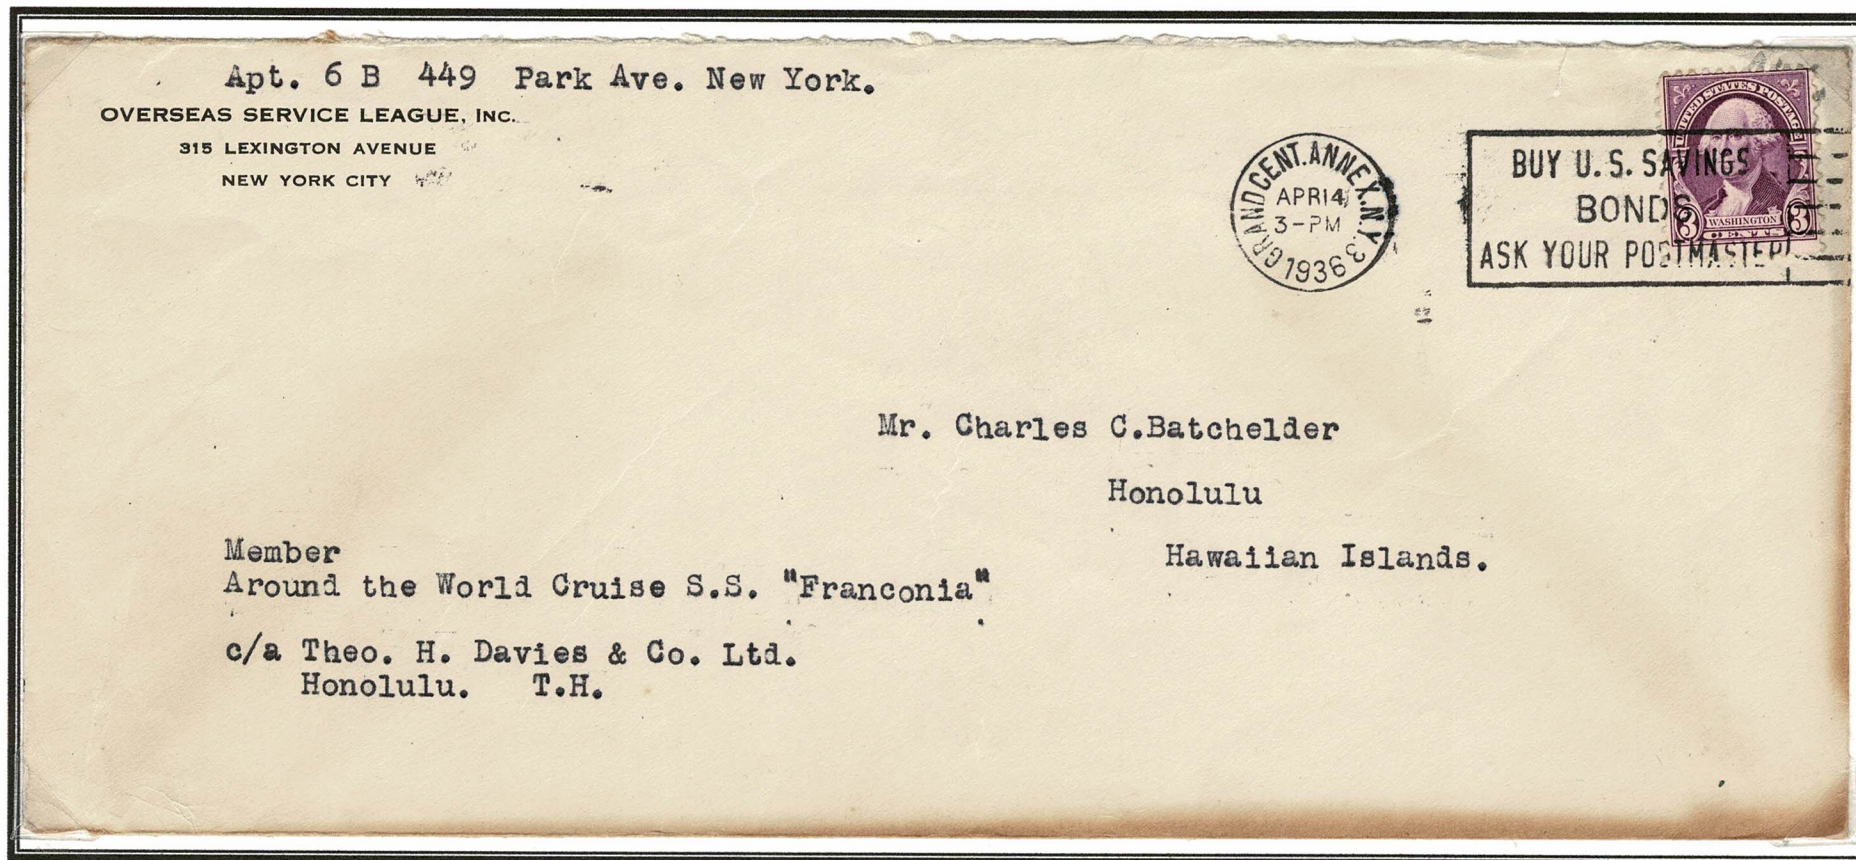 Apt. 6 B 449 Park Ave. New York.
OVERSEAS SERVICE LEAGUE, INC.
315 LEXINGTON AVENUE
NEW YORK CITY
GRAND CENT. ANNEX. N.Y. 3
APR 14
3-PM
1936
BUY U.S. SAVINGS
BONDS
ASK YOUR POSTMASTER
UNITED STATES POSTAGE
3 WASHINGTON 3
CENTS
Mr. Charles C.Batchelder
Honolulu
Hawaiian Islands.
Member
Around the World Cruise S.S. "Franconia"
c/a Theo. H. Davies & Co. Ltd.
Honolulu. T.H.